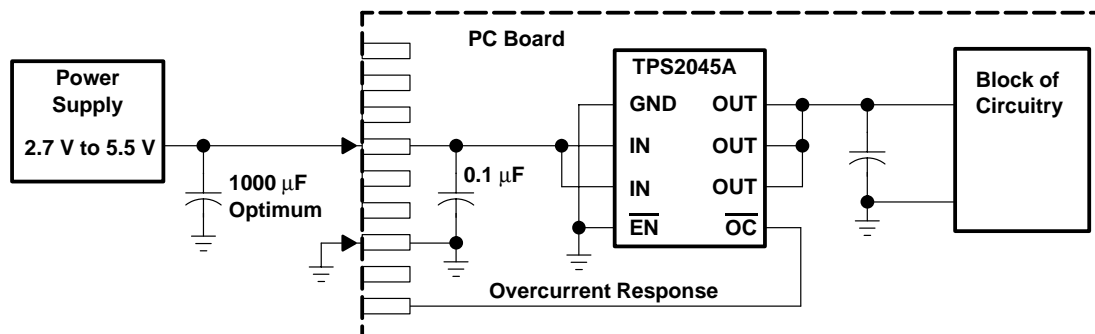 PC Board
Power
Supply
2.7 V to 5.5 V
1000 μF
Optimum
0.1 μF
TPS2045A
GND OUT
IN OUT
IN OUT
EN OC
Block of
Circuitry
Overcurrent Response